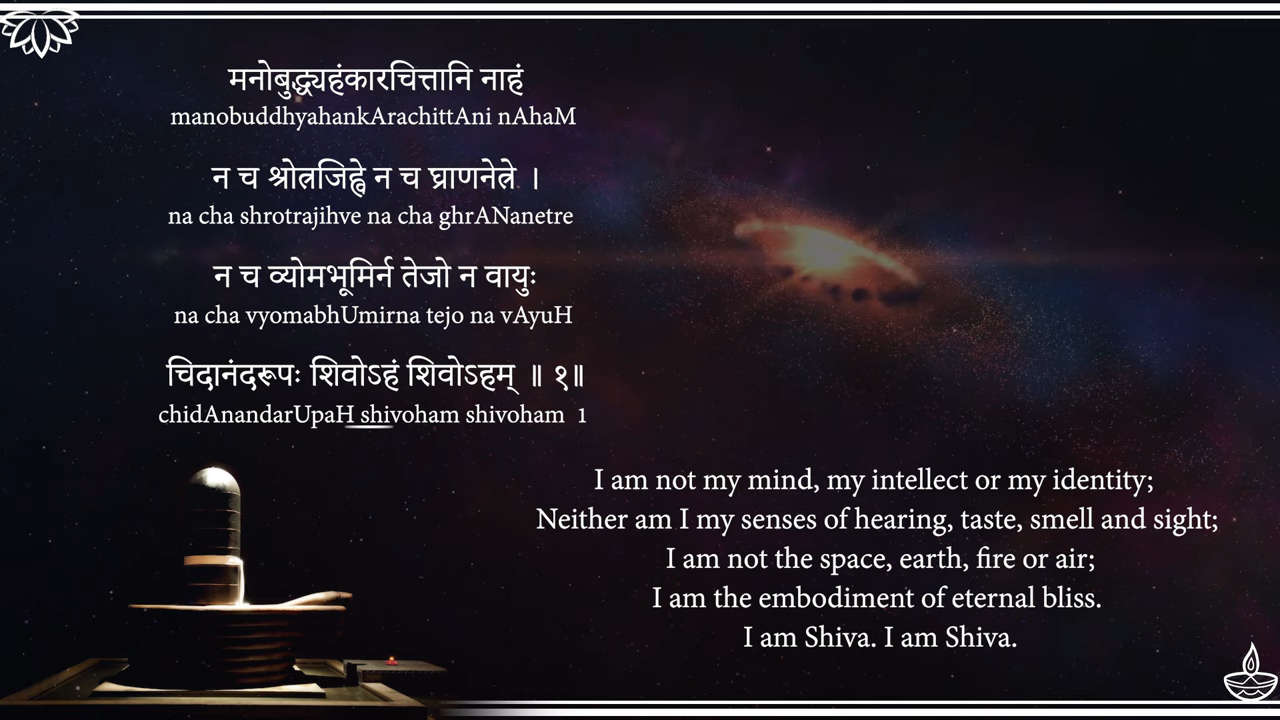 मनोबुद्ध्यहंकारचित्तानि नाहं
manobuddhyahankArachittAni nAhaM
न च श्रोत्रजिह्वे न च घ्राणनेत्रे ।
na cha shrotrajihve na cha ghrANanetre
न च व्योमभूमिर्न तेजो न वायुः
na cha vyomabhUmirna tejo na vAyuH
चिदानंदरूपः शिवोऽहं शिवोऽहम् ॥ १॥
chidAnandarUpaH shivoham shivoham 1
I am not my mind, my intellect or my identity;
Neither am I my senses of hearing, taste, smell and sight;
I am not the space, earth, fire or air;
I am the embodiment of eternal bliss.
I am Shiva. I am Shiva.